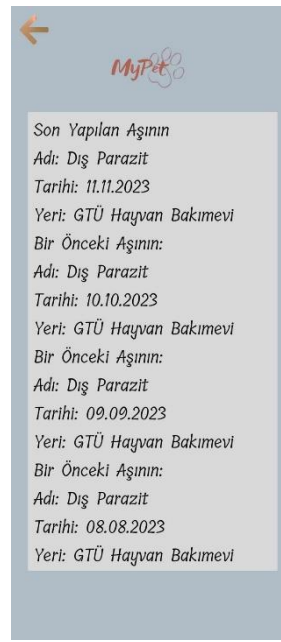 MyPet
Son Yapılan Aşının
Adı: Dış Parazit
Tarihi: 11.11.2023
Yeri: GTÜ Hayvan Bakımevi
Bir Önceki Aşının:
Adı: Dış Parazit
Tarihi: 10.10.2023
Yeri: GTÜ Hayvan Bakımevi
Bir Önceki Aşının:
Adı: Dış Parazit
Tarihi: 09.09.2023
Yeri: GTÜ Hayvan Bakımevi
Bir Önceki Aşının:
Adı: Dış Parazit
Tarihi: 08.08.2023
Yeri: GTÜ Hayvan Bakımevi